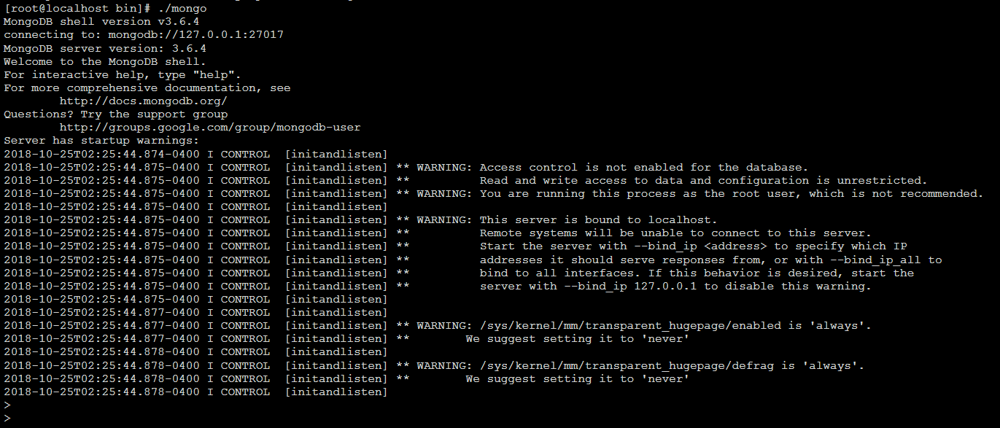 [root@localhost bin]# ./mongo
MongoDB shell version v3.6.4
connecting to: mongodb://127.0.0.1:27017
MongoDB server version: 3.6.4
Welcome to the MongoDB shell.
For interactive help, type "help".
For more comprehensive documentation, see
        http://docs.mongodb.org/
Questions? Try the support group
        http://groups.google.com/group/mongodb-user
Server has startup warnings:
2018-10-25T02:25:44.874-0400 I CONTROL  [initandlisten]
2018-10-25T02:25:44.875-0400 I CONTROL  [initandlisten] ** WARNING: Access control is not enabled for the database.
2018-10-25T02:25:44.875-0400 I CONTROL  [initandlisten] **          Read and write access to data and configuration is unrestricted.
2018-10-25T02:25:44.875-0400 I CONTROL  [initandlisten] ** WARNING: You are running this process as the root user, which is not recommended.
2018-10-25T02:25:44.875-0400 I CONTROL  [initandlisten]
2018-10-25T02:25:44.875-0400 I CONTROL  [initandlisten] ** WARNING: This server is bound to localhost.
2018-10-25T02:25:44.875-0400 I CONTROL  [initandlisten] **          Remote systems will be unable to connect to this server.
2018-10-25T02:25:44.875-0400 I CONTROL  [initandlisten] **          Start the server with --bind_ip <address> to specify which IP
2018-10-25T02:25:44.875-0400 I CONTROL  [initandlisten] **          addresses it should serve responses from, or with --bind_ip_all to
2018-10-25T02:25:44.875-0400 I CONTROL  [initandlisten] **          bind to all interfaces. If this behavior is desired, start the
2018-10-25T02:25:44.875-0400 I CONTROL  [initandlisten] **          server with --bind_ip 127.0.0.1 to disable this warning.
2018-10-25T02:25:44.875-0400 I CONTROL  [initandlisten]
2018-10-25T02:25:44.877-0400 I CONTROL  [initandlisten]
2018-10-25T02:25:44.877-0400 I CONTROL  [initandlisten] ** WARNING: /sys/kernel/mm/transparent_hugepage/enabled is 'always'.
2018-10-25T02:25:44.877-0400 I CONTROL  [initandlisten] **        We suggest setting it to 'never'
2018-10-25T02:25:44.878-0400 I CONTROL  [initandlisten]
2018-10-25T02:25:44.878-0400 I CONTROL  [initandlisten] ** WARNING: /sys/kernel/mm/transparent_hugepage/defrag is 'always'.
2018-10-25T02:25:44.878-0400 I CONTROL  [initandlisten] **        We suggest setting it to 'never'
2018-10-25T02:25:44.878-0400 I CONTROL  [initandlisten]
>
>